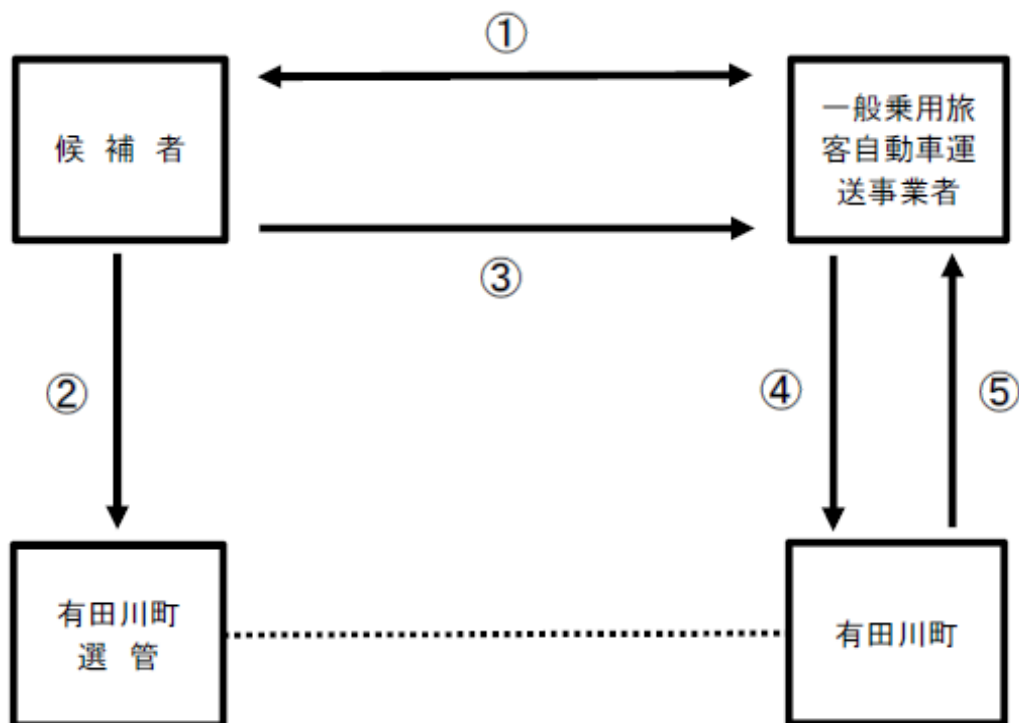 ①
候 補 者
一般乗用旅
客自動車運
送事業者
③
②
④
⑤
有田川町
選 管
有田川町